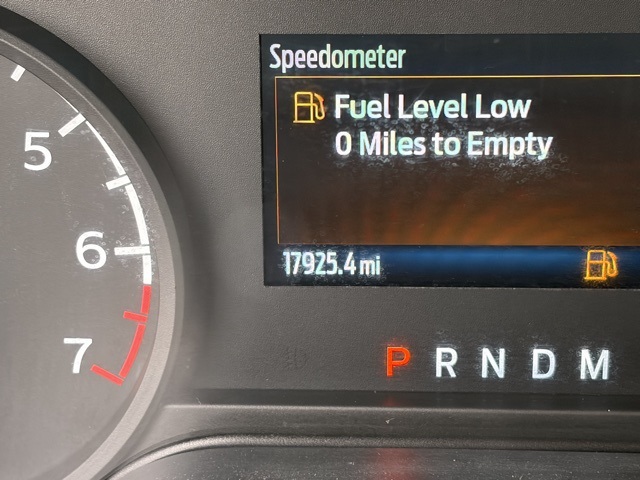 Speedometer
Fuel Level Low
0 Miles to Empty
17925.4 mi
5
6
7
P R N D M